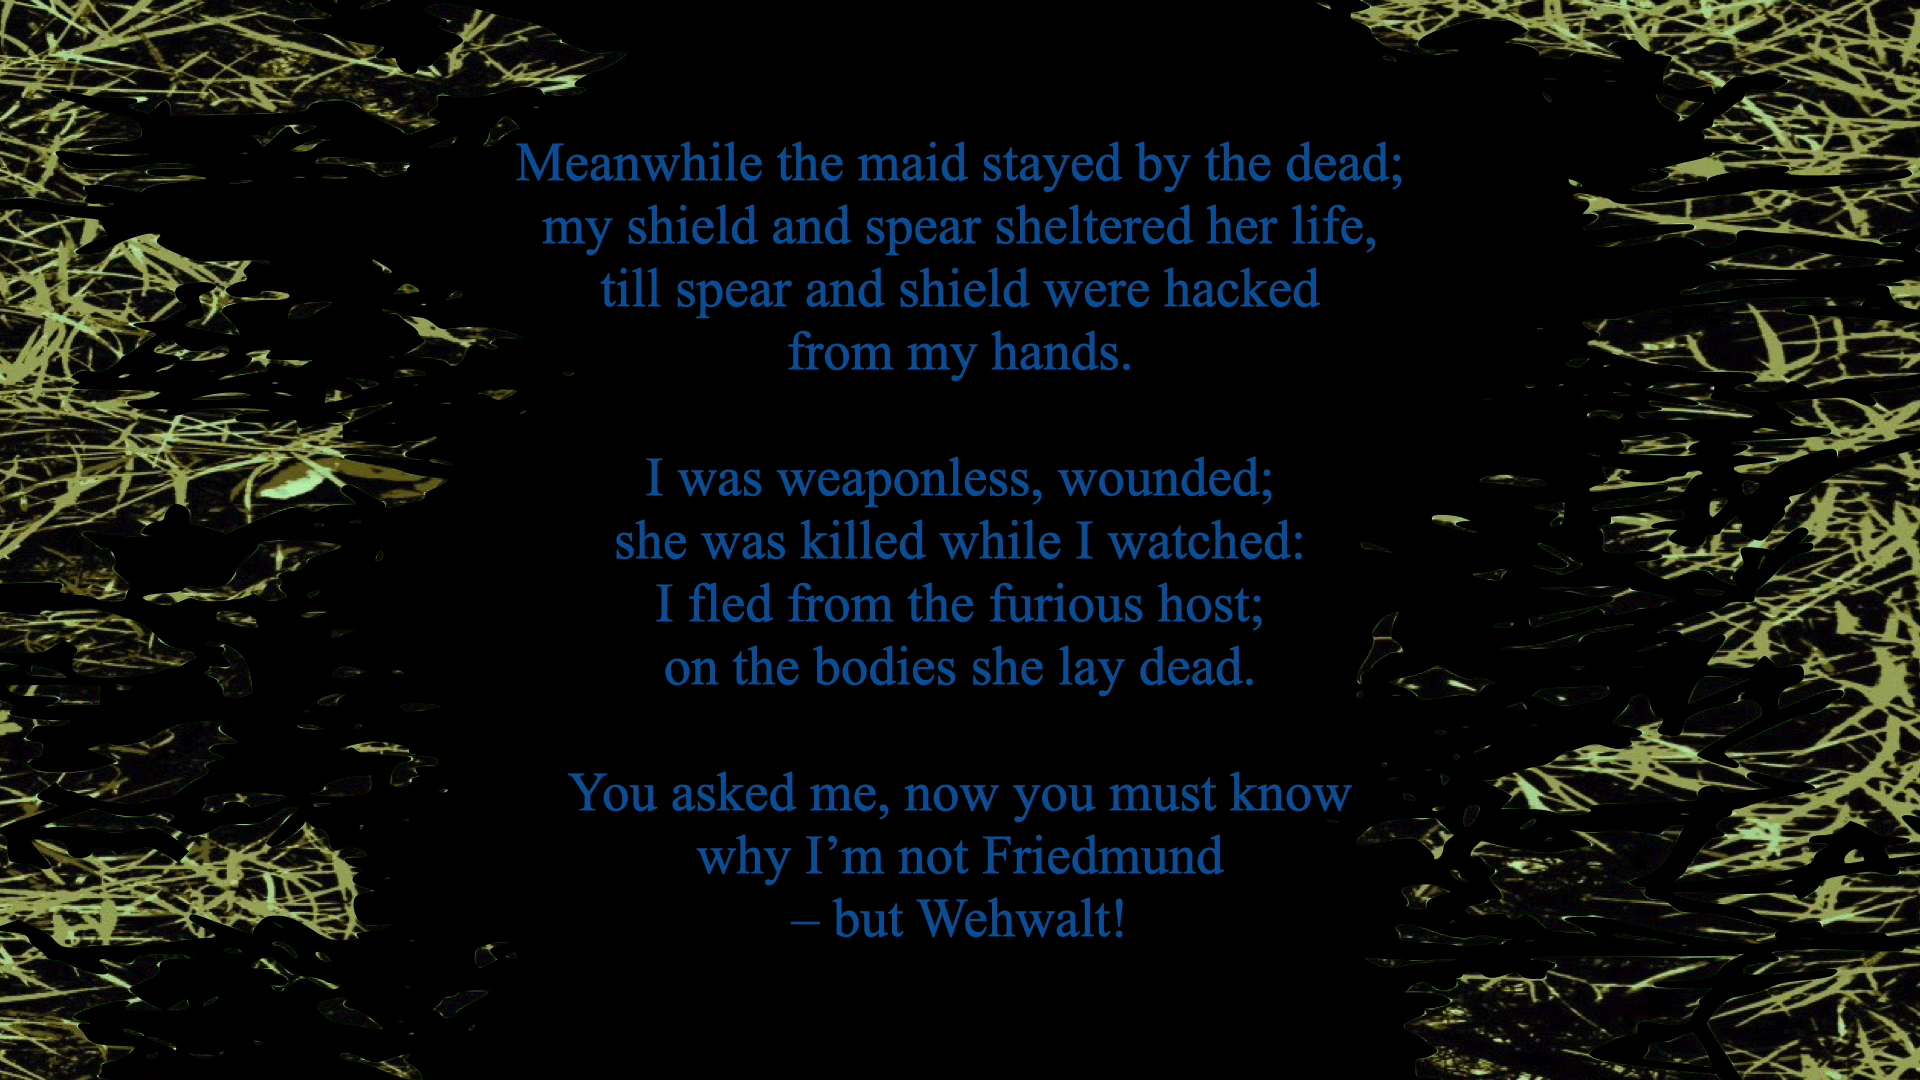 Meanwhile the maid stayed by the dead;
my shield and spear sheltered her life,
till spear and shield were hacked
from my hands.
I was weaponless, wounded;
she was killed while I watched:
I fled from the furious host;
on the bodies she lay dead.
You asked me, now you must know
why I’m not Friedmund
– but Wehwalt!